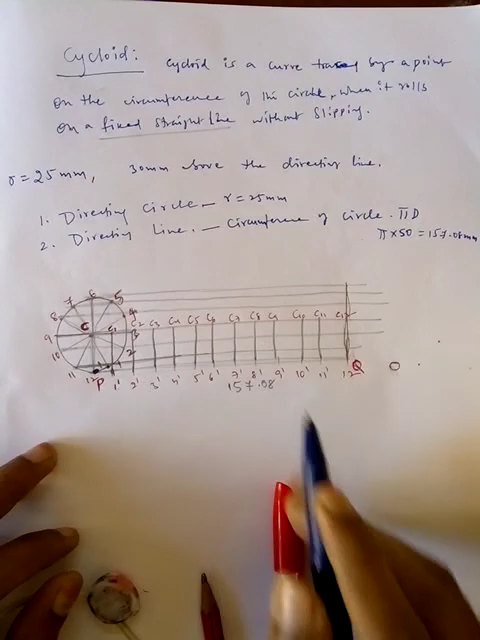 Cycloid: Cycloid is a curve traced by a point
on the circumference of the circle, when it rolls
on a fixed straight line without slipping.
r = 25 mm, 30mm above the directing line.
1. Directing Circle — r = 25mm
2. Directing Line. — Circumference of circle. ΠD
Π × 50 = 157.08mm
6
7 5
8 4
C C1 C2 C3 C4 C5 C6 C7 C8 C9 C10 C11 C12
9 3
10 2
11 12 P 1' 2' 3' 4' 5' 6' 7' 8' 9' 10' 11' 12' Q
157.08